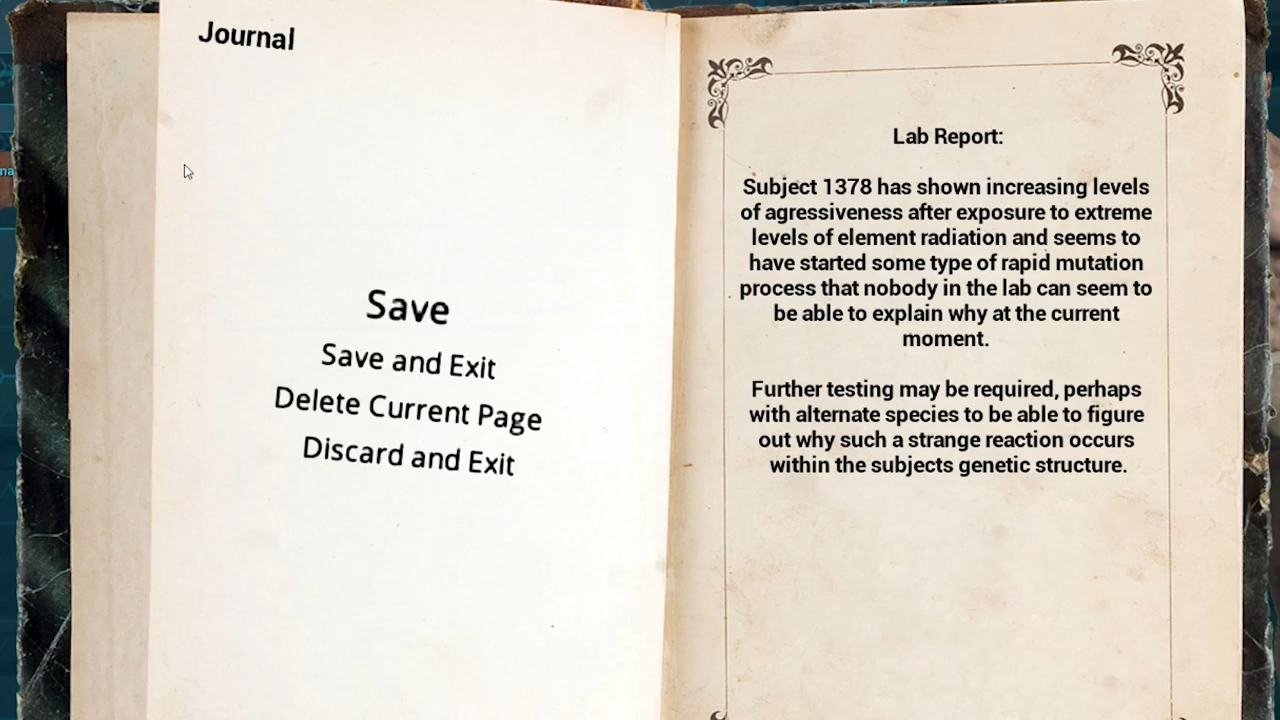 Journal
Save
Save and Exit
Delete Current Page
Discard and Exit
na
Lab Report:
Subject 1378 has shown increasing levels
of agressiveness after exposure to extreme
levels of element radiation and seems to
have started some type of rapid mutation
process that nobody in the lab can seem to
be able to explain why at the current
moment.
Further testing may be required, perhaps
with alternate species to be able to figure
out why such a strange reaction occurs
within the subjects genetic structure.